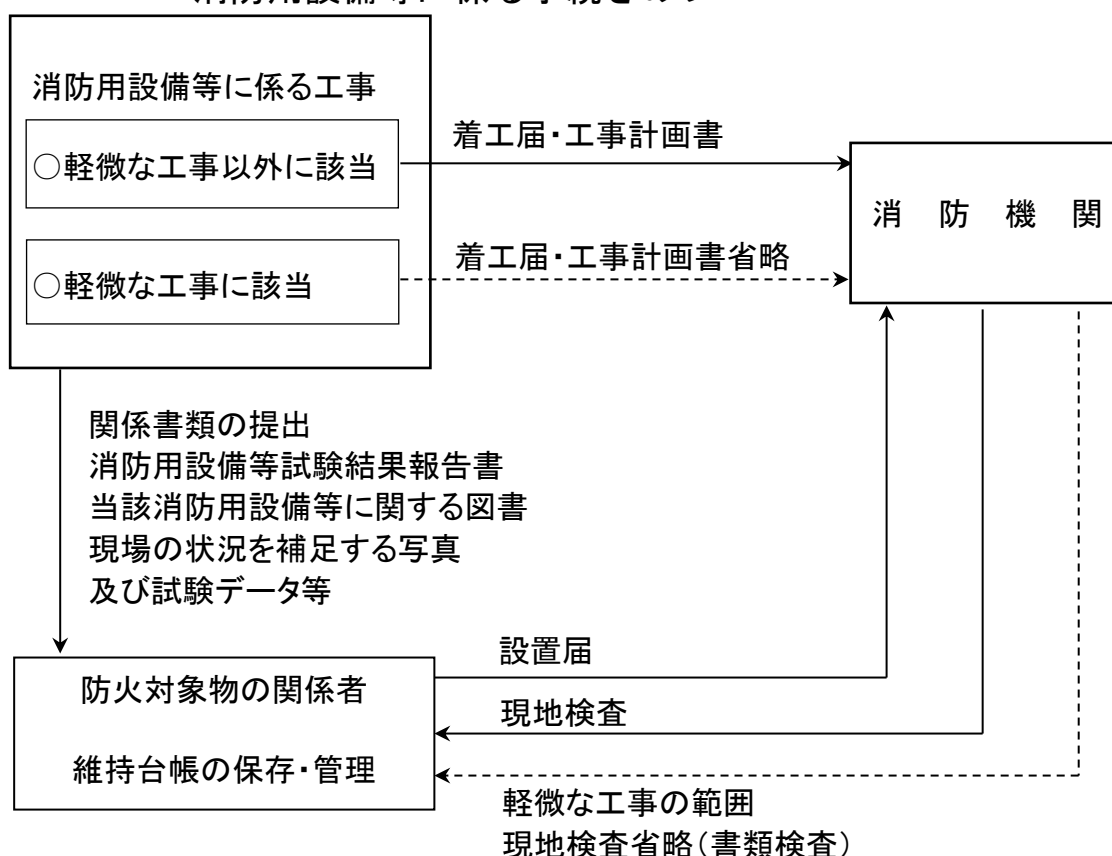 消防用設備等に係る工事
○軽微な工事以外に該当
○軽微な工事に該当
着工届・工事計画書
着工届・工事計画書省略
消 防 機 関
関係書類の提出
消防用設備等試験結果報告書
当該消防用設備等に関する図書
現場の状況を補足する写真
及び試験データ等
防火対象物の関係者
維持台帳の保存・管理
設置届
現地検査
軽微な工事の範囲
現地検査省略（書類検査）